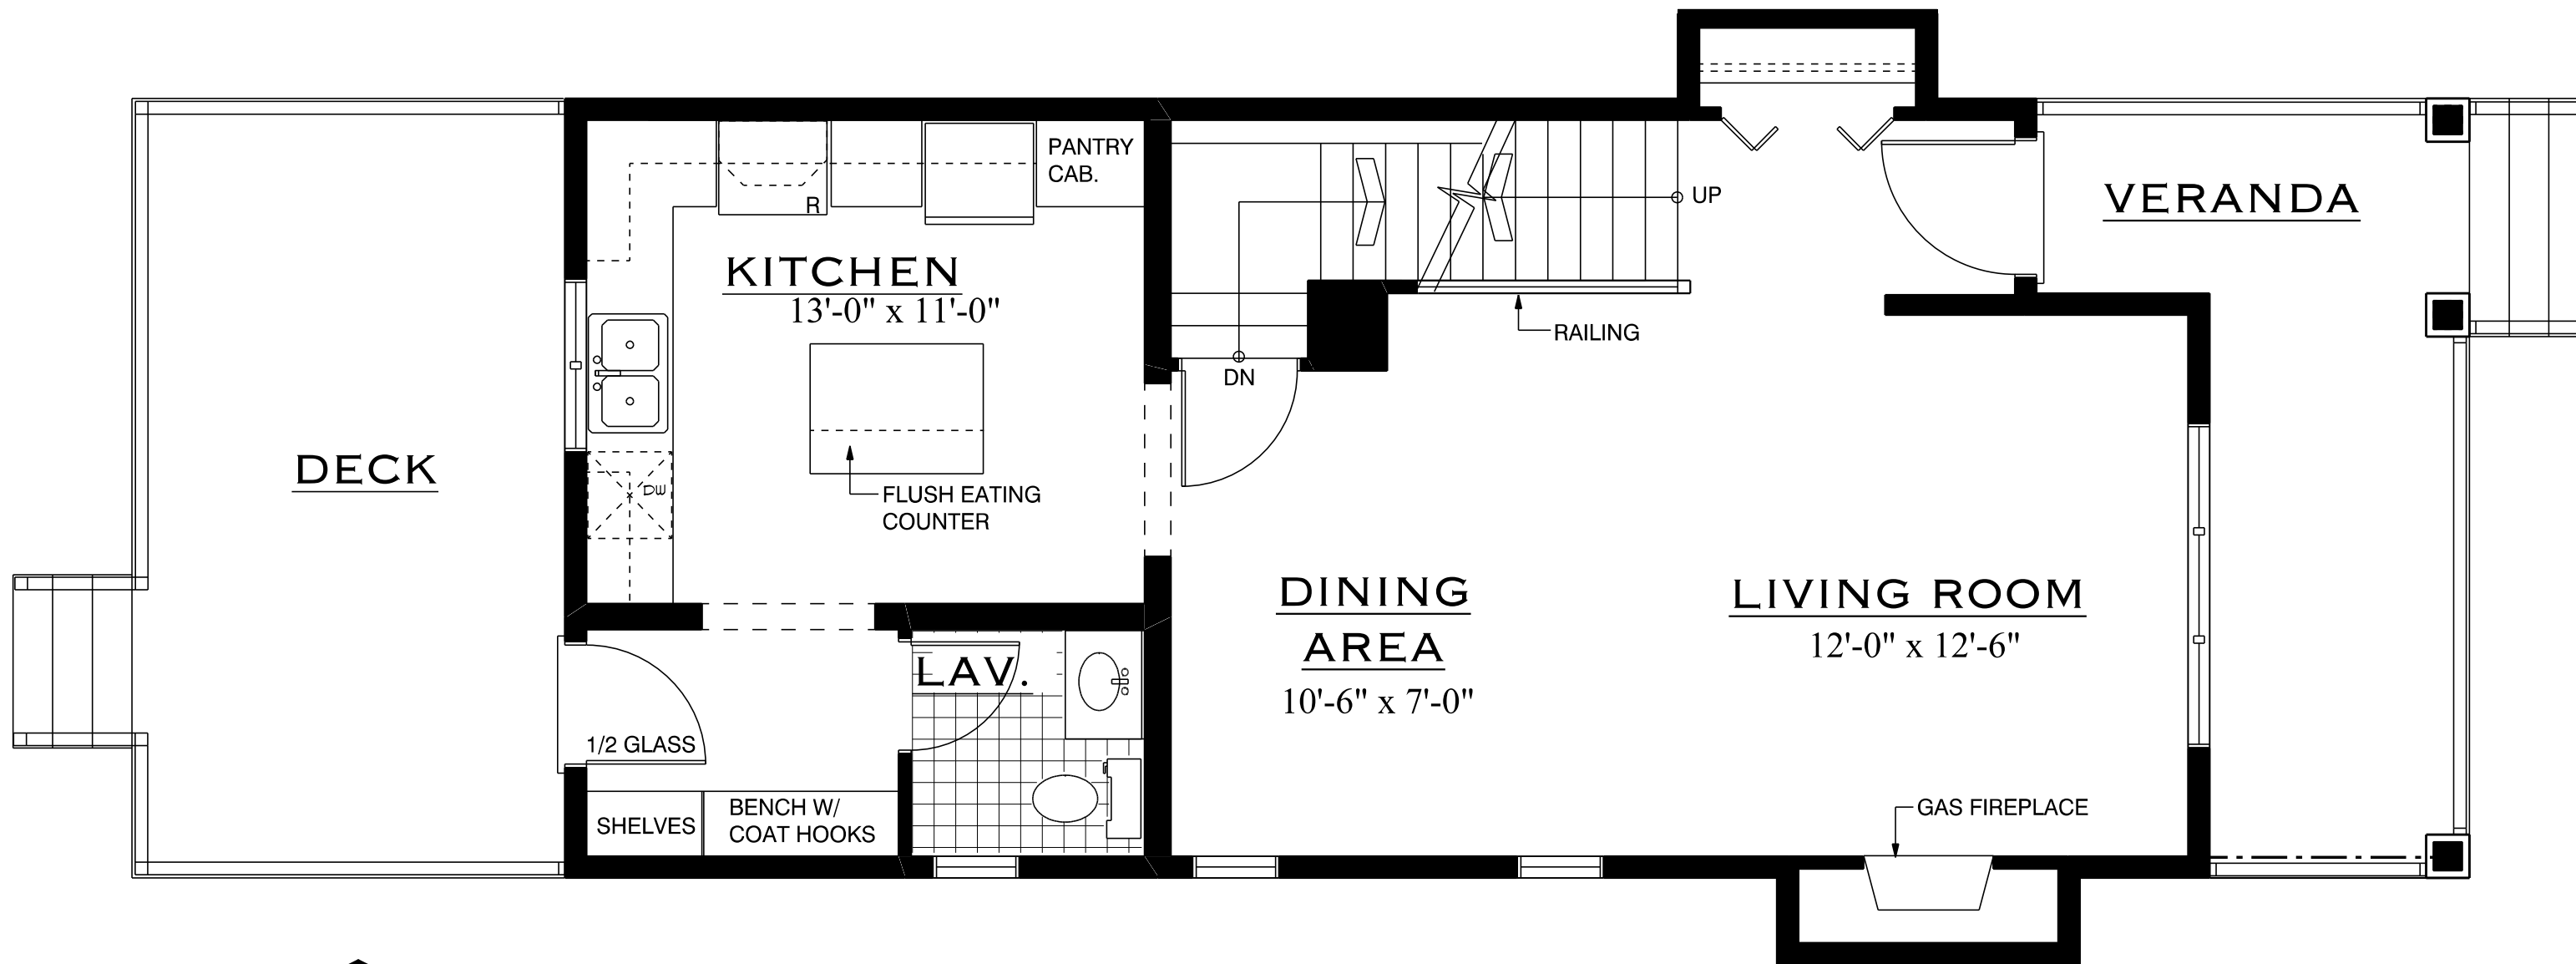 PANTRY
CAB.
R
UP
VERANDA
KITCHEN
13'-0" x 11'-0"
RAILING
DN
DECK
DW
FLUSH EATING
COUNTER
DINING
AREA
10'-6" x 7'-0"
LIVING ROOM
12'-0" x 12'-6"
LAV.
1/2 GLASS
SHELVES
BENCH W/
COAT HOOKS
GAS FIREPLACE